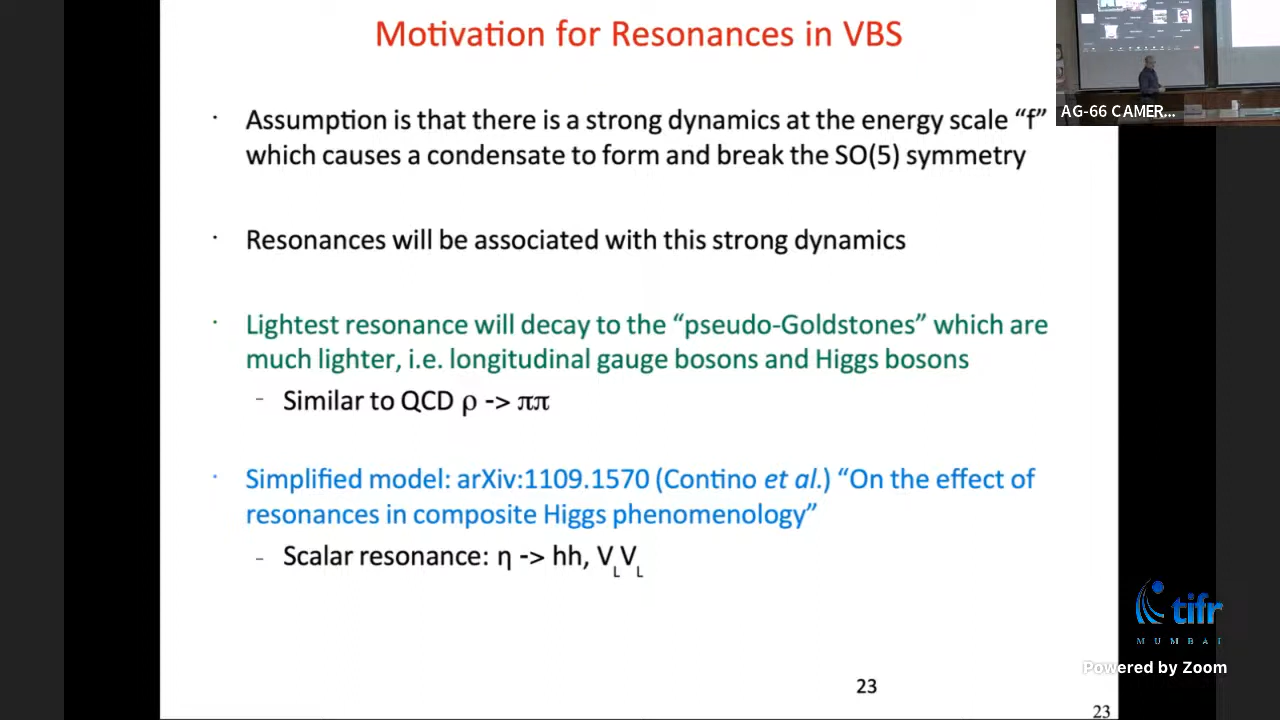 Motivation for Resonances in VBS
AG-66 CAMER...
· Assumption is that there is a strong dynamics at the energy scale “f”
which causes a condensate to form and break the SO(5) symmetry
· Resonances will be associated with this strong dynamics
· Lightest resonance will decay to the “pseudo-Goldstones” which are
much lighter, i.e. longitudinal gauge bosons and Higgs bosons
– Similar to QCD ρ -> ππ
· Simplified model: arXiv:1109.1570 (Contino et al.) “On the effect of
resonances in composite Higgs phenomenology”
– Scalar resonance: η -> hh, V_L V_L
tifr
MUMBAI
Powered by Zoom
23
23